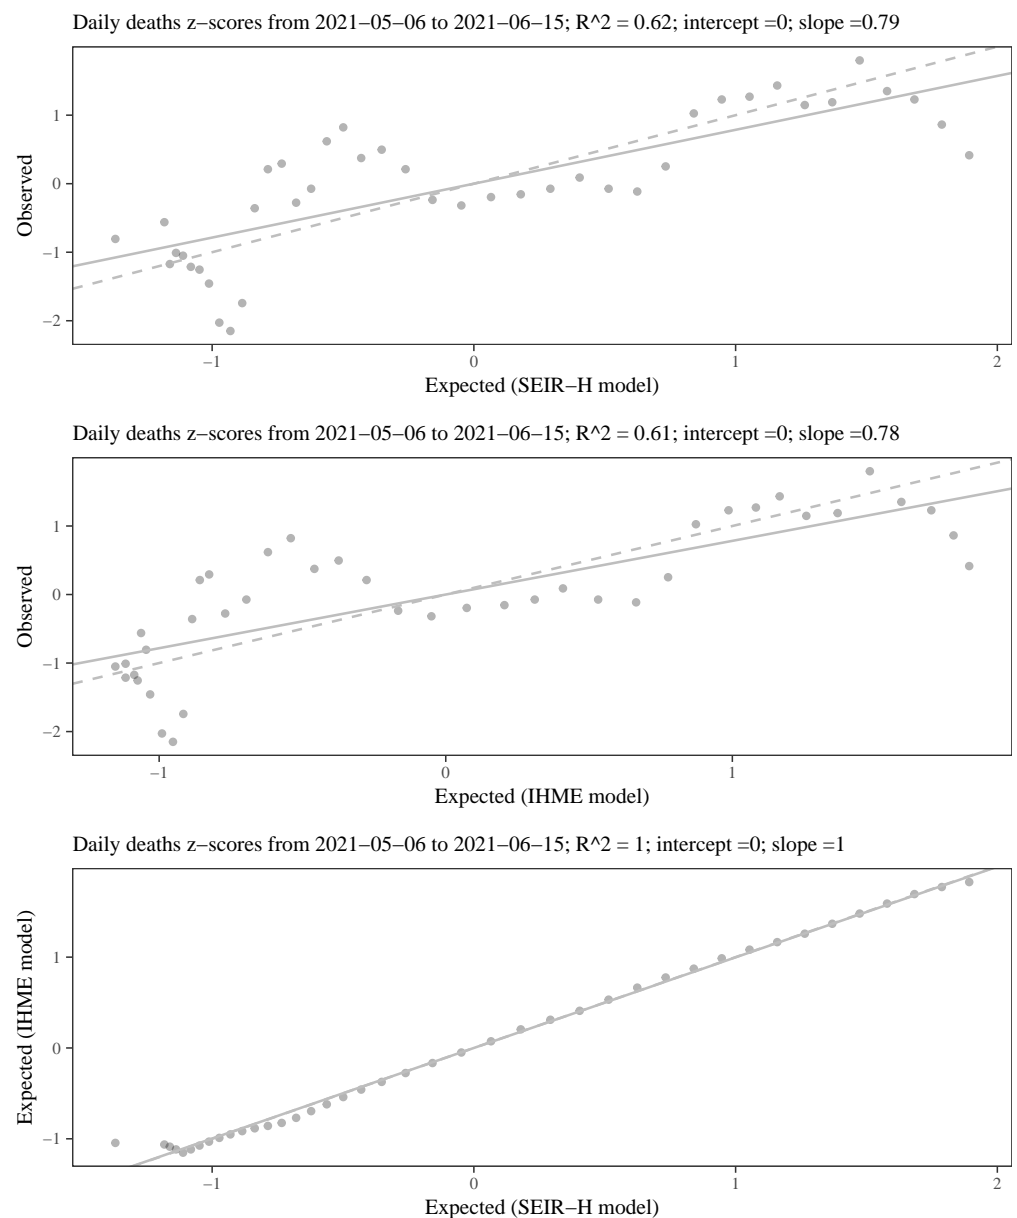 Daily deaths z−scores from 2021−05−06 to 2021−06−15; R^2 = 0.62; intercept =0; slope =0.79
1
0
−1
−2
Observed
−1 0 1 2
Expected (SEIR−H model)
Daily deaths z−scores from 2021−05−06 to 2021−06−15; R^2 = 0.61; intercept =0; slope =0.78
1
0
−1
−2
Observed
−1 0 1
Expected (IHME model)
Daily deaths z−scores from 2021−05−06 to 2021−06−15; R^2 = 1; intercept =0; slope =1
1
0
−1
Expected (IHME model)
−1 0 1 2
Expected (SEIR−H model)